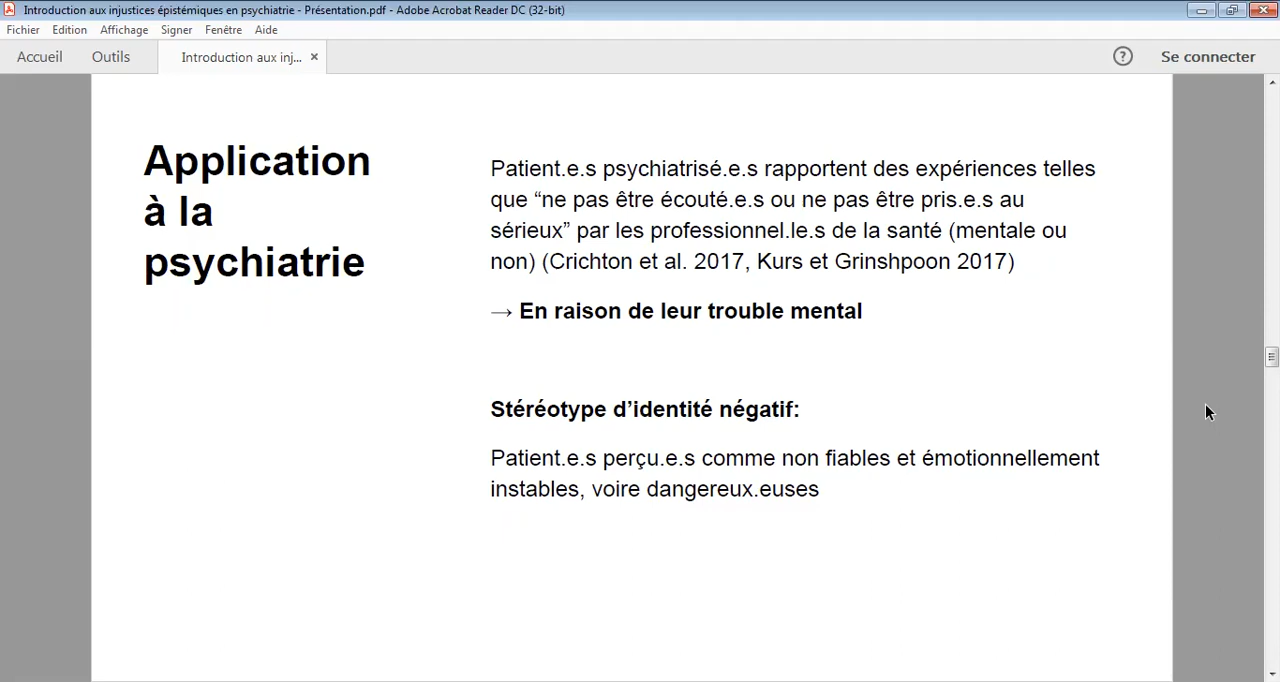 Introduction aux injustices épistémiques en psychiatrie - Présentation.pdf - Adobe Acrobat Reader DC (32-bit)
Fichier Edition Affichage Signer Fenêtre Aide
Accueil Outils Introduction aux inj... × ? Se connecter
Application
à la
psychiatrie
Patient.e.s psychiatrisé.e.s rapportent des expériences telles
que “ne pas être écouté.e.s ou ne pas être pris.e.s au
sérieux” par les professionnel.le.s de la santé (mentale ou
non) (Crichton et al. 2017, Kurs et Grinshpoon 2017)
→ En raison de leur trouble mental
Stéréotype d’identité négatif:
Patient.e.s perçu.e.s comme non fiables et émotionnellement
instables, voire dangereux.euses